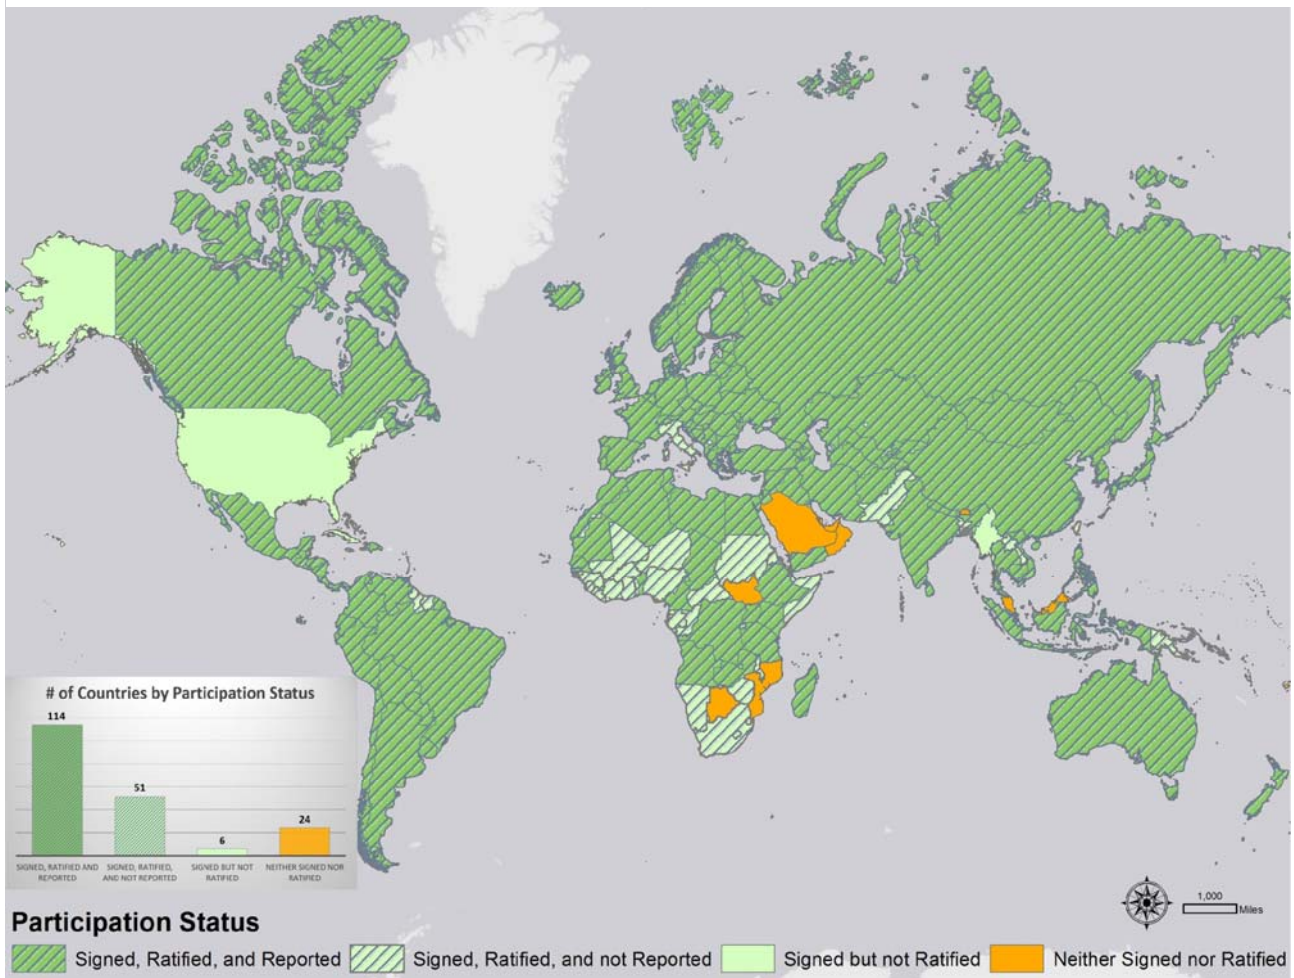 # of Countries by Participation Status
114
51
6
24
SIGNED, RATIFIED AND
REPORTED
SIGNED, RATIFIED,
AND NOT REPORTED
SIGNED BUT NOT
RATIFIED
NEITHER SIGNED NOR
RATIFIED
1,000
Miles
Participation Status
Signed, Ratified, and Reported
Signed, Ratified, and not Reported
Signed but not Ratified
Neither Signed nor Ratified